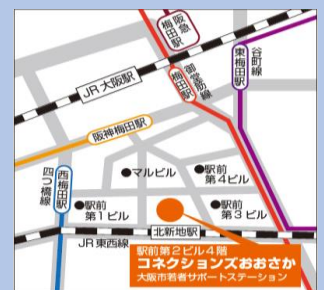 阪急
梅田駅
谷町線
東梅田駅
御堂筋線
梅田駅
JR 大阪駅
阪神梅田駅
西梅田駅
四つ橋線
マルビル
駅前
第4ビル
駅前
第1ビル
駅前
第3ビル
北新地駅
JR東西線
駅前第2ビル4階
コネクションズおおさか
大阪市若者サポートステーション